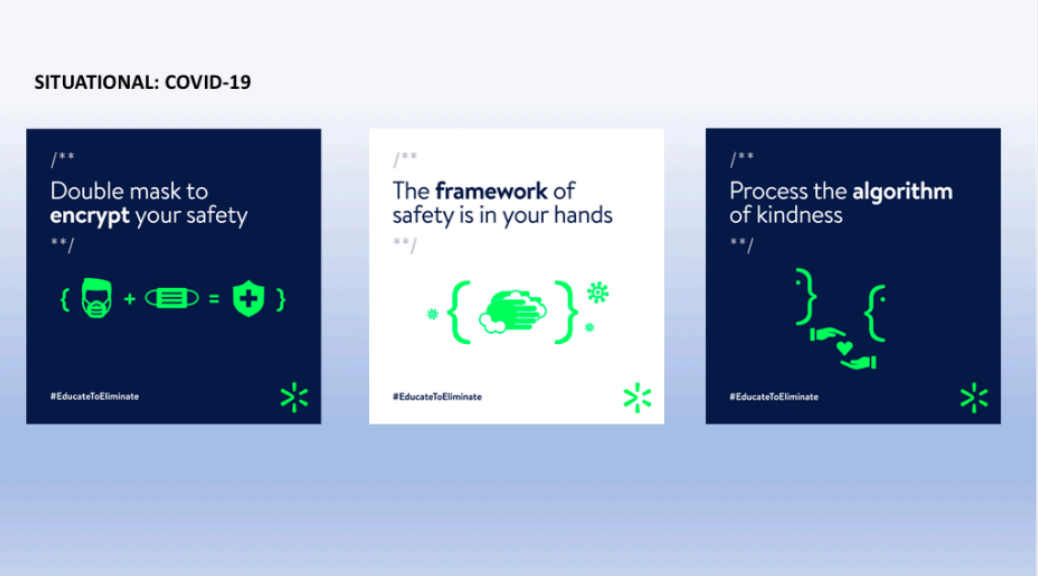 SITUATIONAL: COVID-19
/**
Double mask to
encrypt your safety
**/
{ + = }
#EducateToEliminate
/**
The framework of
safety is in your hands
**/
{ }
#EducateToEliminate
/**
Process the algorithm
of kindness
**/
} {
#EducateToEliminate